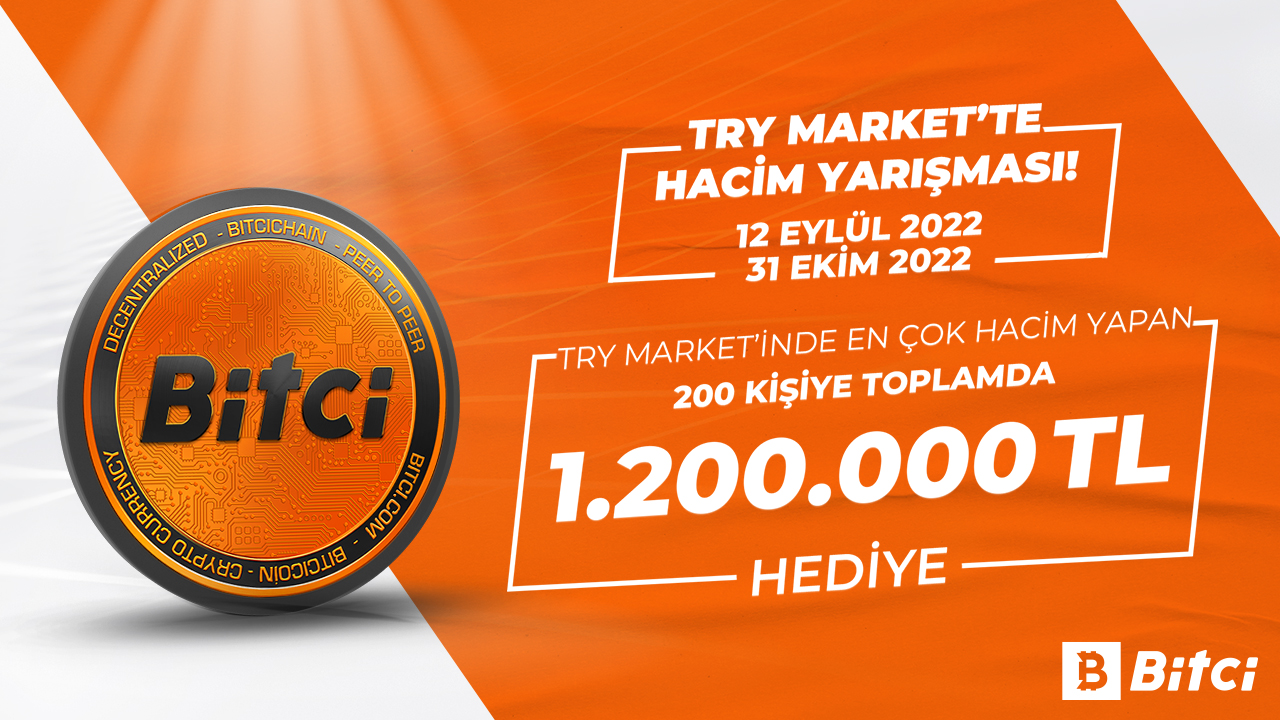 DECENTRALIZED - BITCICHAIN - PEER TO PEER
Bitci
BITCI.COM - BITCICOİN - CRYPTO CURRENCY
TRY MARKET’TE
HACİM YARIŞMASI!
12 EYLÜL 2022
31 EKİM 2022
TRY MARKET’İNDE EN ÇOK HACİM YAPAN
200 KİŞİYE TOPLAMDA
1.200.000 TL
HEDİYE
Bitci